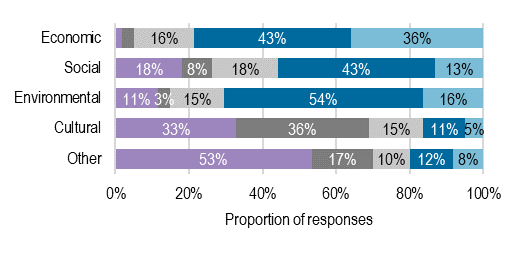 Economic 16% 43% 36%
Social 18% 8% 18% 43% 13%
Environmental 11% 3% 15% 54% 16%
Cultural 33% 36% 15% 11% 5%
Other 53% 17% 10% 12% 8%
0% 20% 40% 60% 80% 100%
Proportion of responses